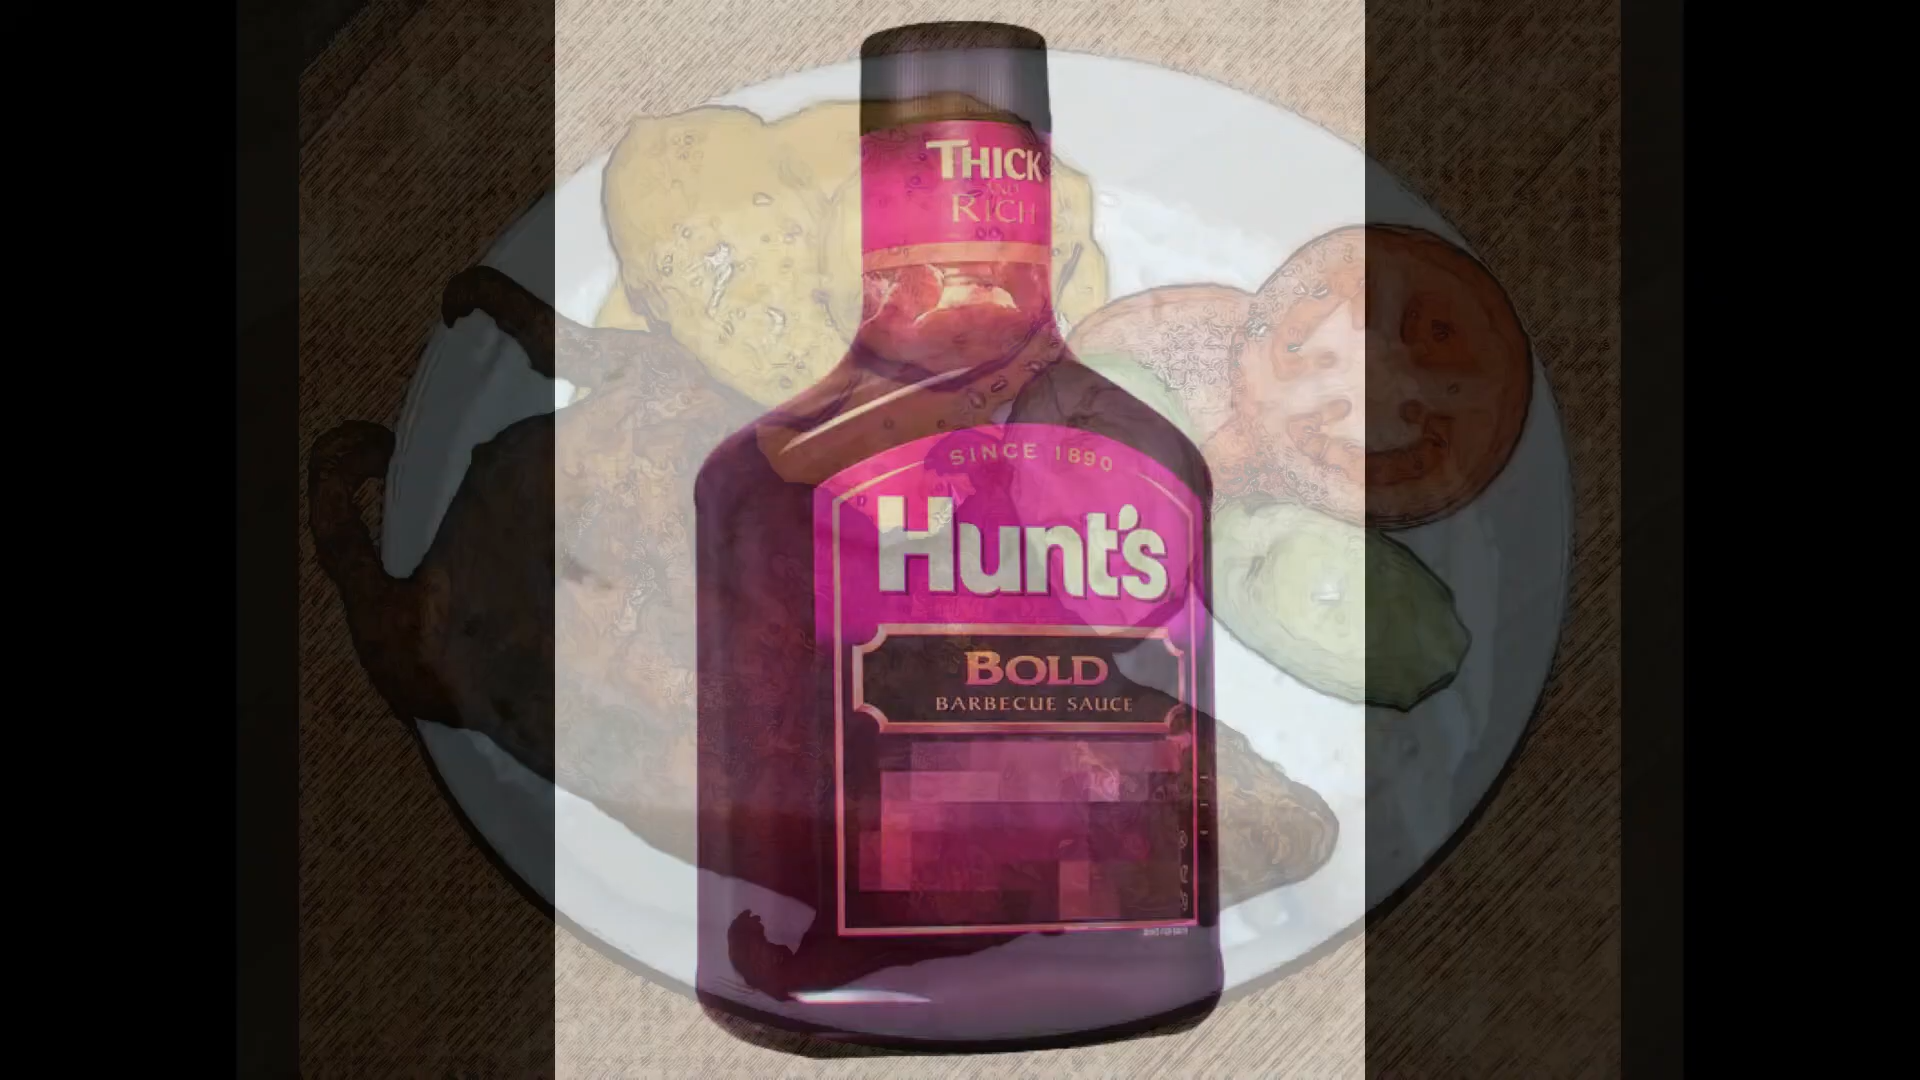 THICK
AND
RICH
SINCE 1890
Hunt's
BOLD
BARBECUE SAUCE